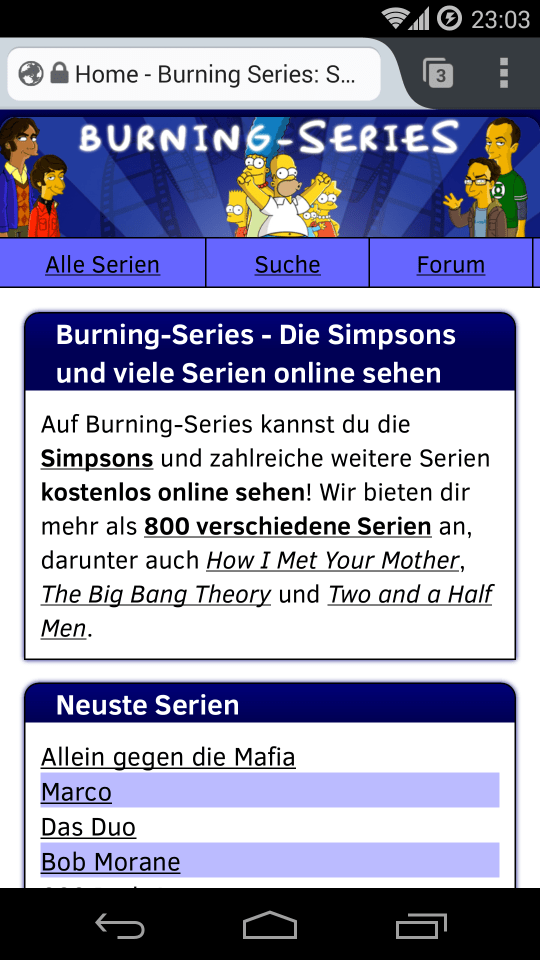 23:03
Home - Burning Series: S...
3
BURNING-SERIES
Alle Serien
Suche
Forum
Burning-Series - Die Simpsons
und viele Serien online sehen
Auf Burning-Series kannst du die
Simpsons und zahlreiche weitere Serien
kostenlos online sehen! Wir bieten dir
mehr als 800 verschiedene Serien an,
darunter auch How I Met Your Mother,
The Big Bang Theory und Two and a Half
Men.
Neuste Serien
Allein gegen die Mafia
Marco
Das Duo
Bob Morane